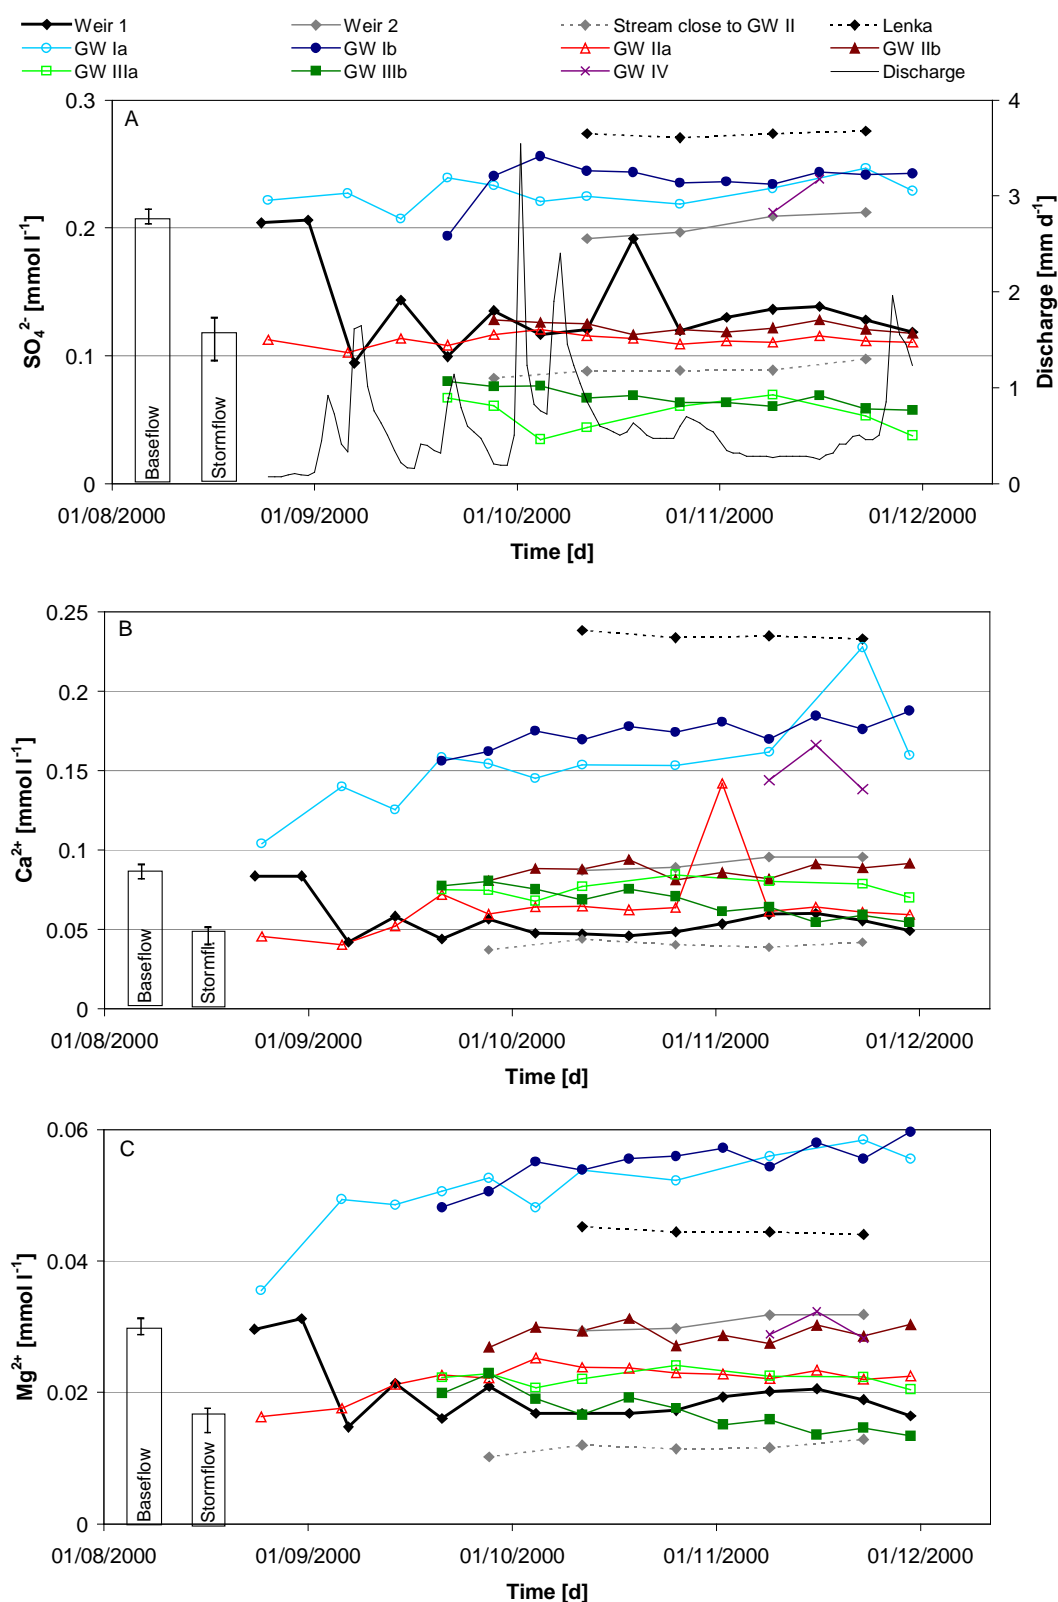 Weir 1 Weir 2 Stream close to GW II Lenka
GW Ia GW Ib GW IIa GW IIb
GW IIIa GW IIIb GW IV Discharge
A
0.3
0.2
0.1
0
SO₄²⁻ [mmol l⁻¹]
4
3
2
1
0
Discharge [mm d⁻¹]
Baseflow
Stormflow
01/08/2000 01/09/2000 01/10/2000 01/11/2000 01/12/2000
Time [d]
B
0.25
0.2
0.15
0.1
0.05
0
Ca²⁺ [mmol l⁻¹]
Baseflow
Stormfl.
01/08/2000 01/09/2000 01/10/2000 01/11/2000 01/12/2000
Time [d]
C
0.06
0.04
0.02
0
Mg²⁺ [mmol l⁻¹]
Baseflow
Stormflow
01/08/2000 01/09/2000 01/10/2000 01/11/2000 01/12/2000
Time [d]